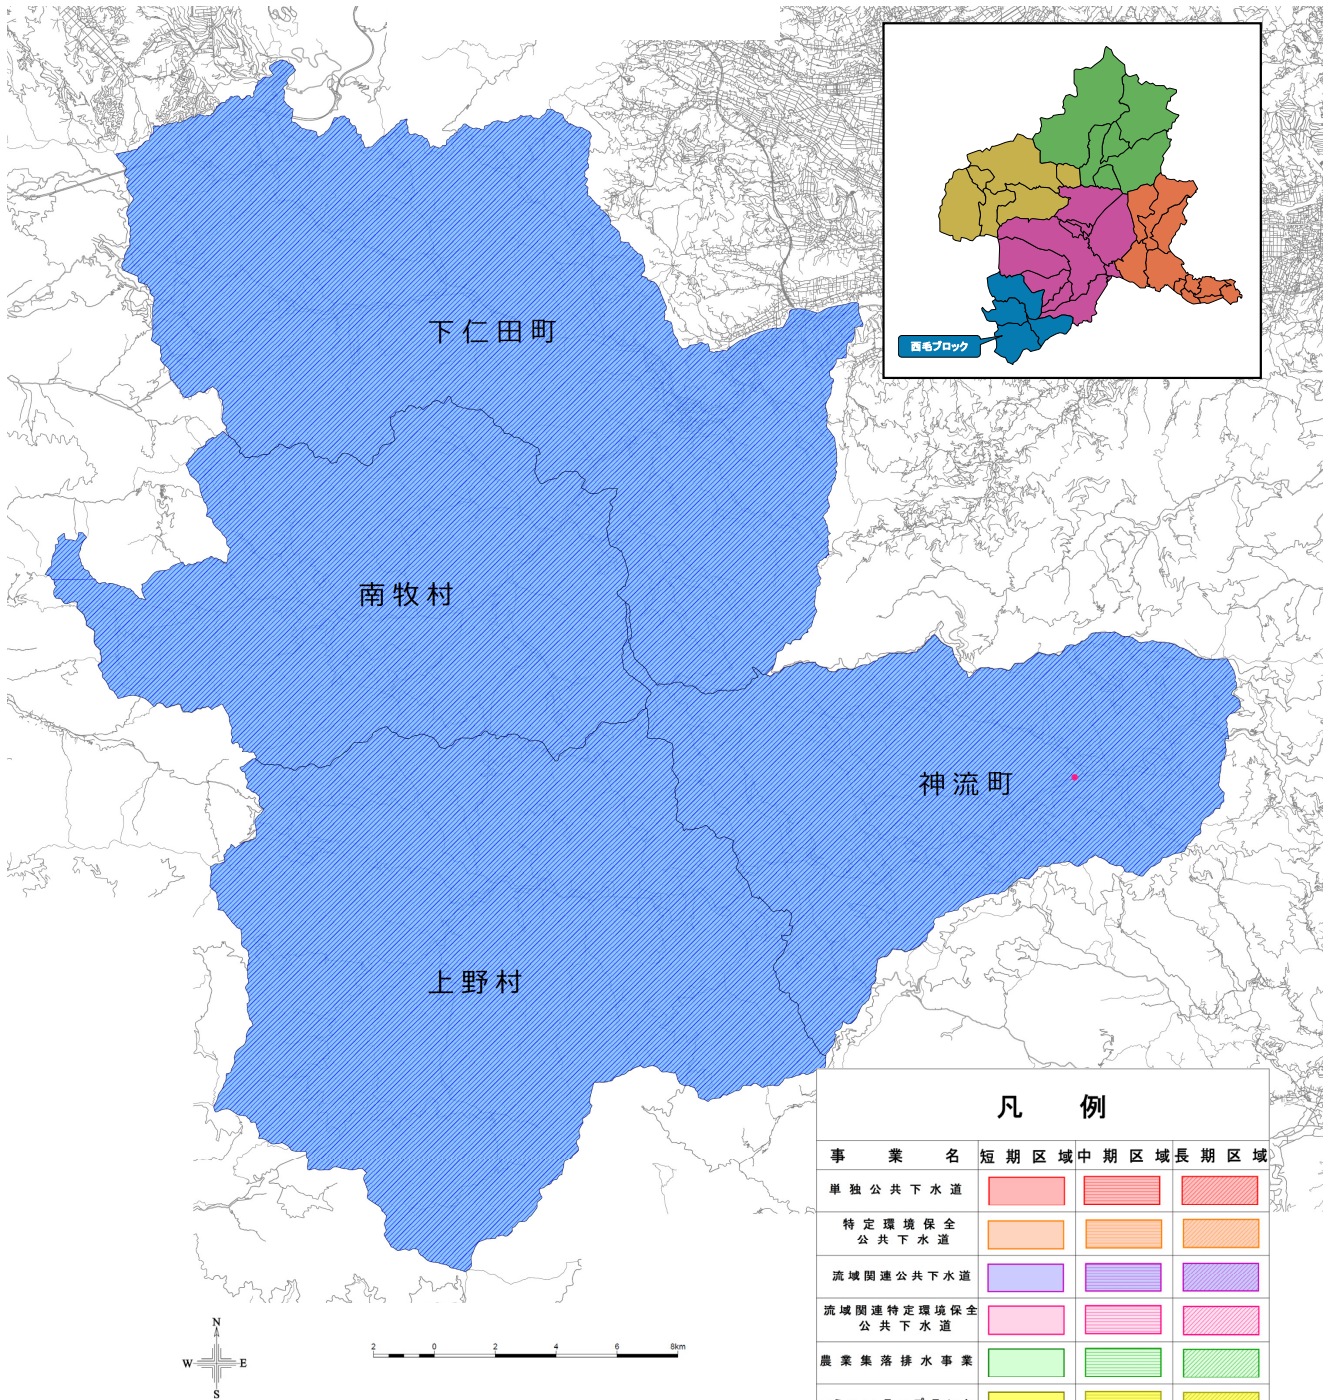 西毛ブロック
下仁田町
南牧村
神流町
上野村
凡例
事業名 短期区域 中期区域 長期区域
単独公共下水道
特定環境保全
公共下水道
流域関連公共下水道
流域関連特定環境保全
公共下水道
農業集落排水事業
N
W E
S
2 0 2 4 6 8km